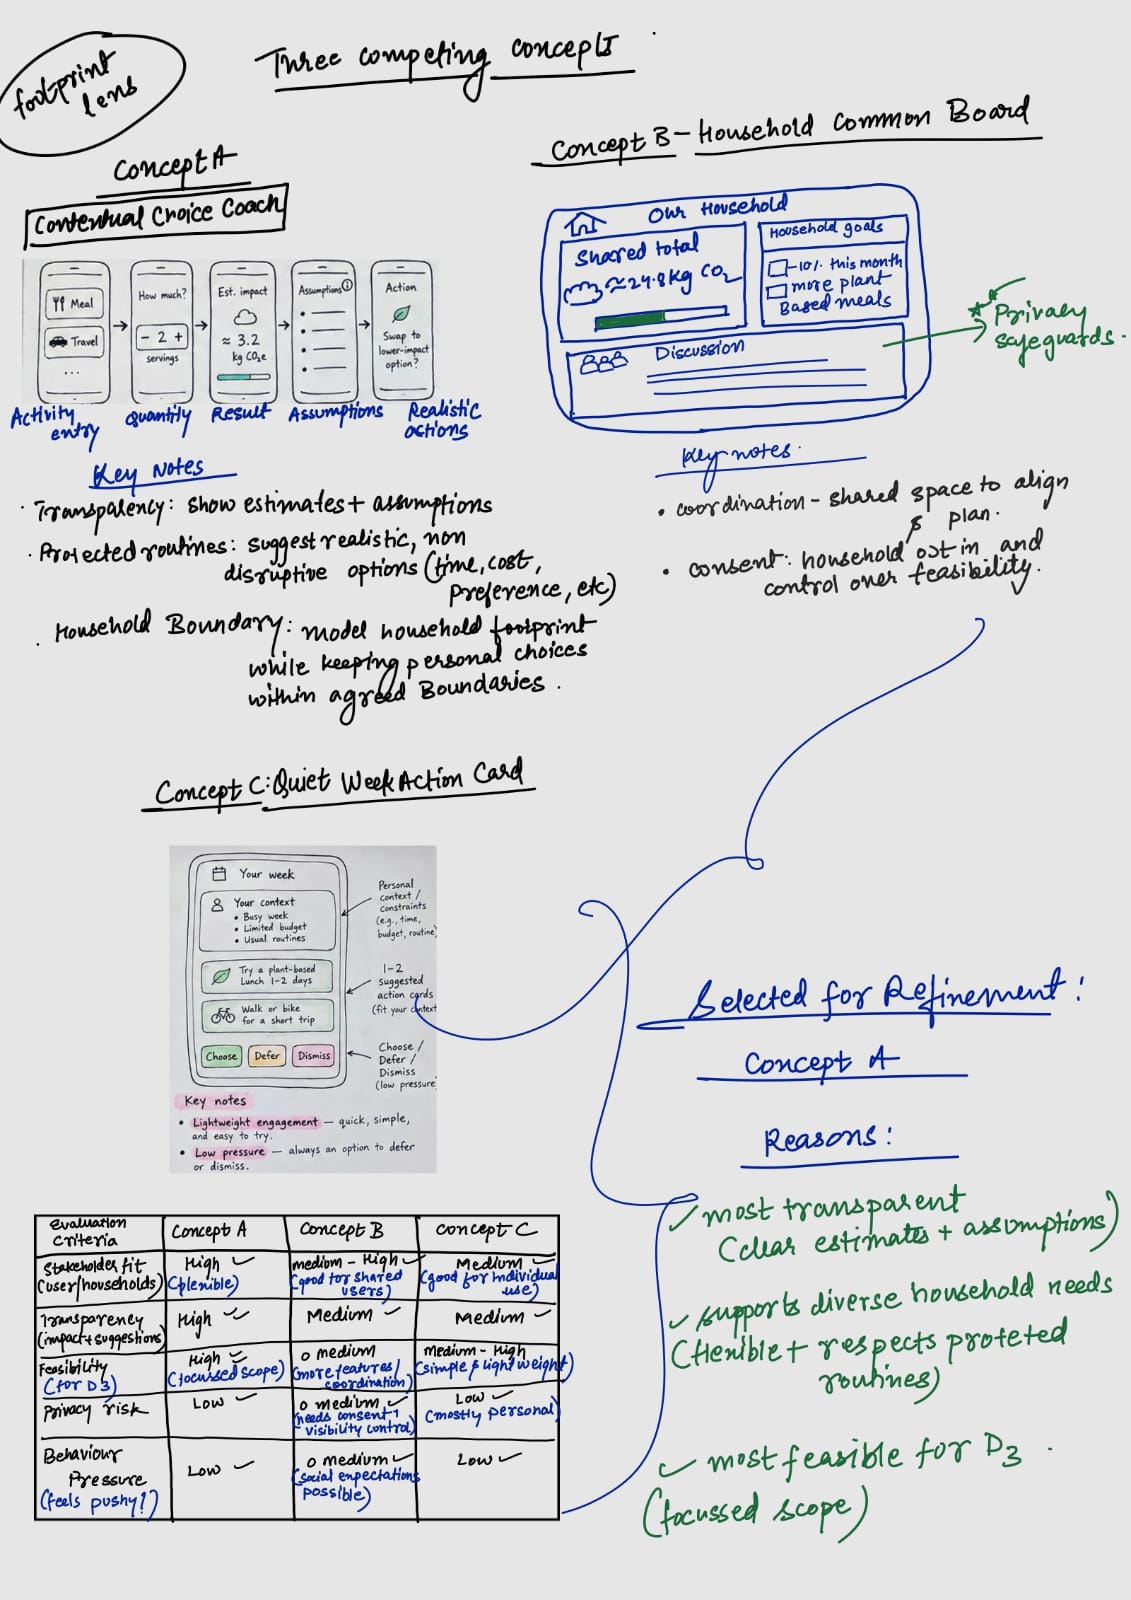 footprint
lens
Three competing concepts
Concept A
Contextual Choice Coach
Meal
Travel
...
How much?
- 2 +
servings
Est. impact
≈ 3.2
kg CO₂e
Assumptions ⓘ
Action
Swap to
lower-impact
option?
Activity
entry
Quantity
Result
Assumptions
Realistic
actions
Key Notes
· Transparency: show estimates + assumptions
· Protected routines: suggest realistic, non
disruptive options (time, cost,
preference, etc)
· Household Boundary: model household footprint
while keeping personal choices
within agreed Boundaries.
Concept B - Household Common Board
Our Household
Shared total
≈24.8 kg CO₂
Household goals
-10% this month
more plant
Based meals
Discussion
Privacy
safeguards.
Key notes.
• coordination - shared space to align
& plan.
• consent: household opt in and
control over feasibility.
Concept C: Quiet Week Action Card
Your week
Your context
• Busy week
• Limited budget
• Usual routines
Try a plant-based
Lunch 1-2 days
Walk or bike
for a short trip
Choose
Defer
Dismiss
Personal
context /
constraints
(e.g., time,
budget, routine)
1-2
suggested
action cards
(fit your context
Choose /
Defer /
Dismiss
(low pressure)
Key notes
• Lightweight engagement — quick, simple,
and easy to try.
• Low pressure — always an option to defer
or dismiss.
Selected for Refinement:
Concept A
Reasons:
✓ most transparent
(clear estimates + assumptions)
✓ supports diverse household needs
(flexible + respects proteted
routines)
✓ most feasible for D3.
(focussed scope)
Evaluation
Criteria
Concept A
Concept B
Concept C
Stakeholder fit
(user/households)
High ✓
(flexible)
medium - High ✓
(good for shared
users)
Medium ✓
(good for individual
use)
Transparency
(impact+suggestions)
High ✓
Medium ✓
Medium ✓
Feasibility
(for D3)
High ✓
(focussed scope)
o medium
(more features/
coordination)
medium - High
(simple & light weight)
Privacy risk
Low ✓
o medium ✓
(needs consent +
visibility control)
Low ✓
(mostly personal)
Behaviour
Pressure
(feels pushy!?)
Low ✓
o medium ✓
(social expectations
possible)
Low ✓